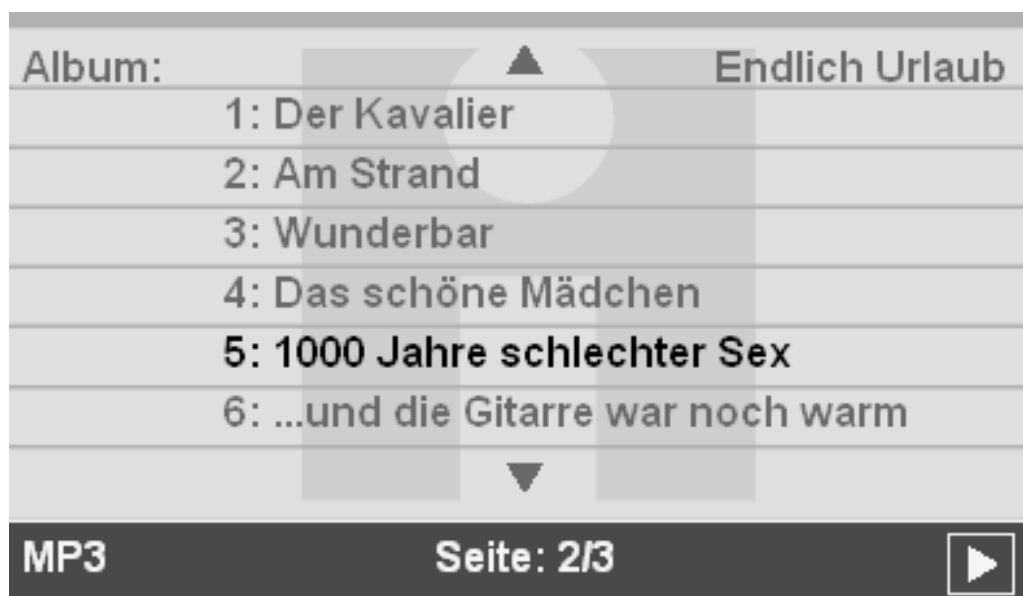 Album: Endlich Urlaub
1: Der Kavalier
2: Am Strand
3: Wunderbar
4: Das schöne Mädchen
5: 1000 Jahre schlechter Sex
6: ...und die Gitarre war noch warm
MP3 Seite: 2/3